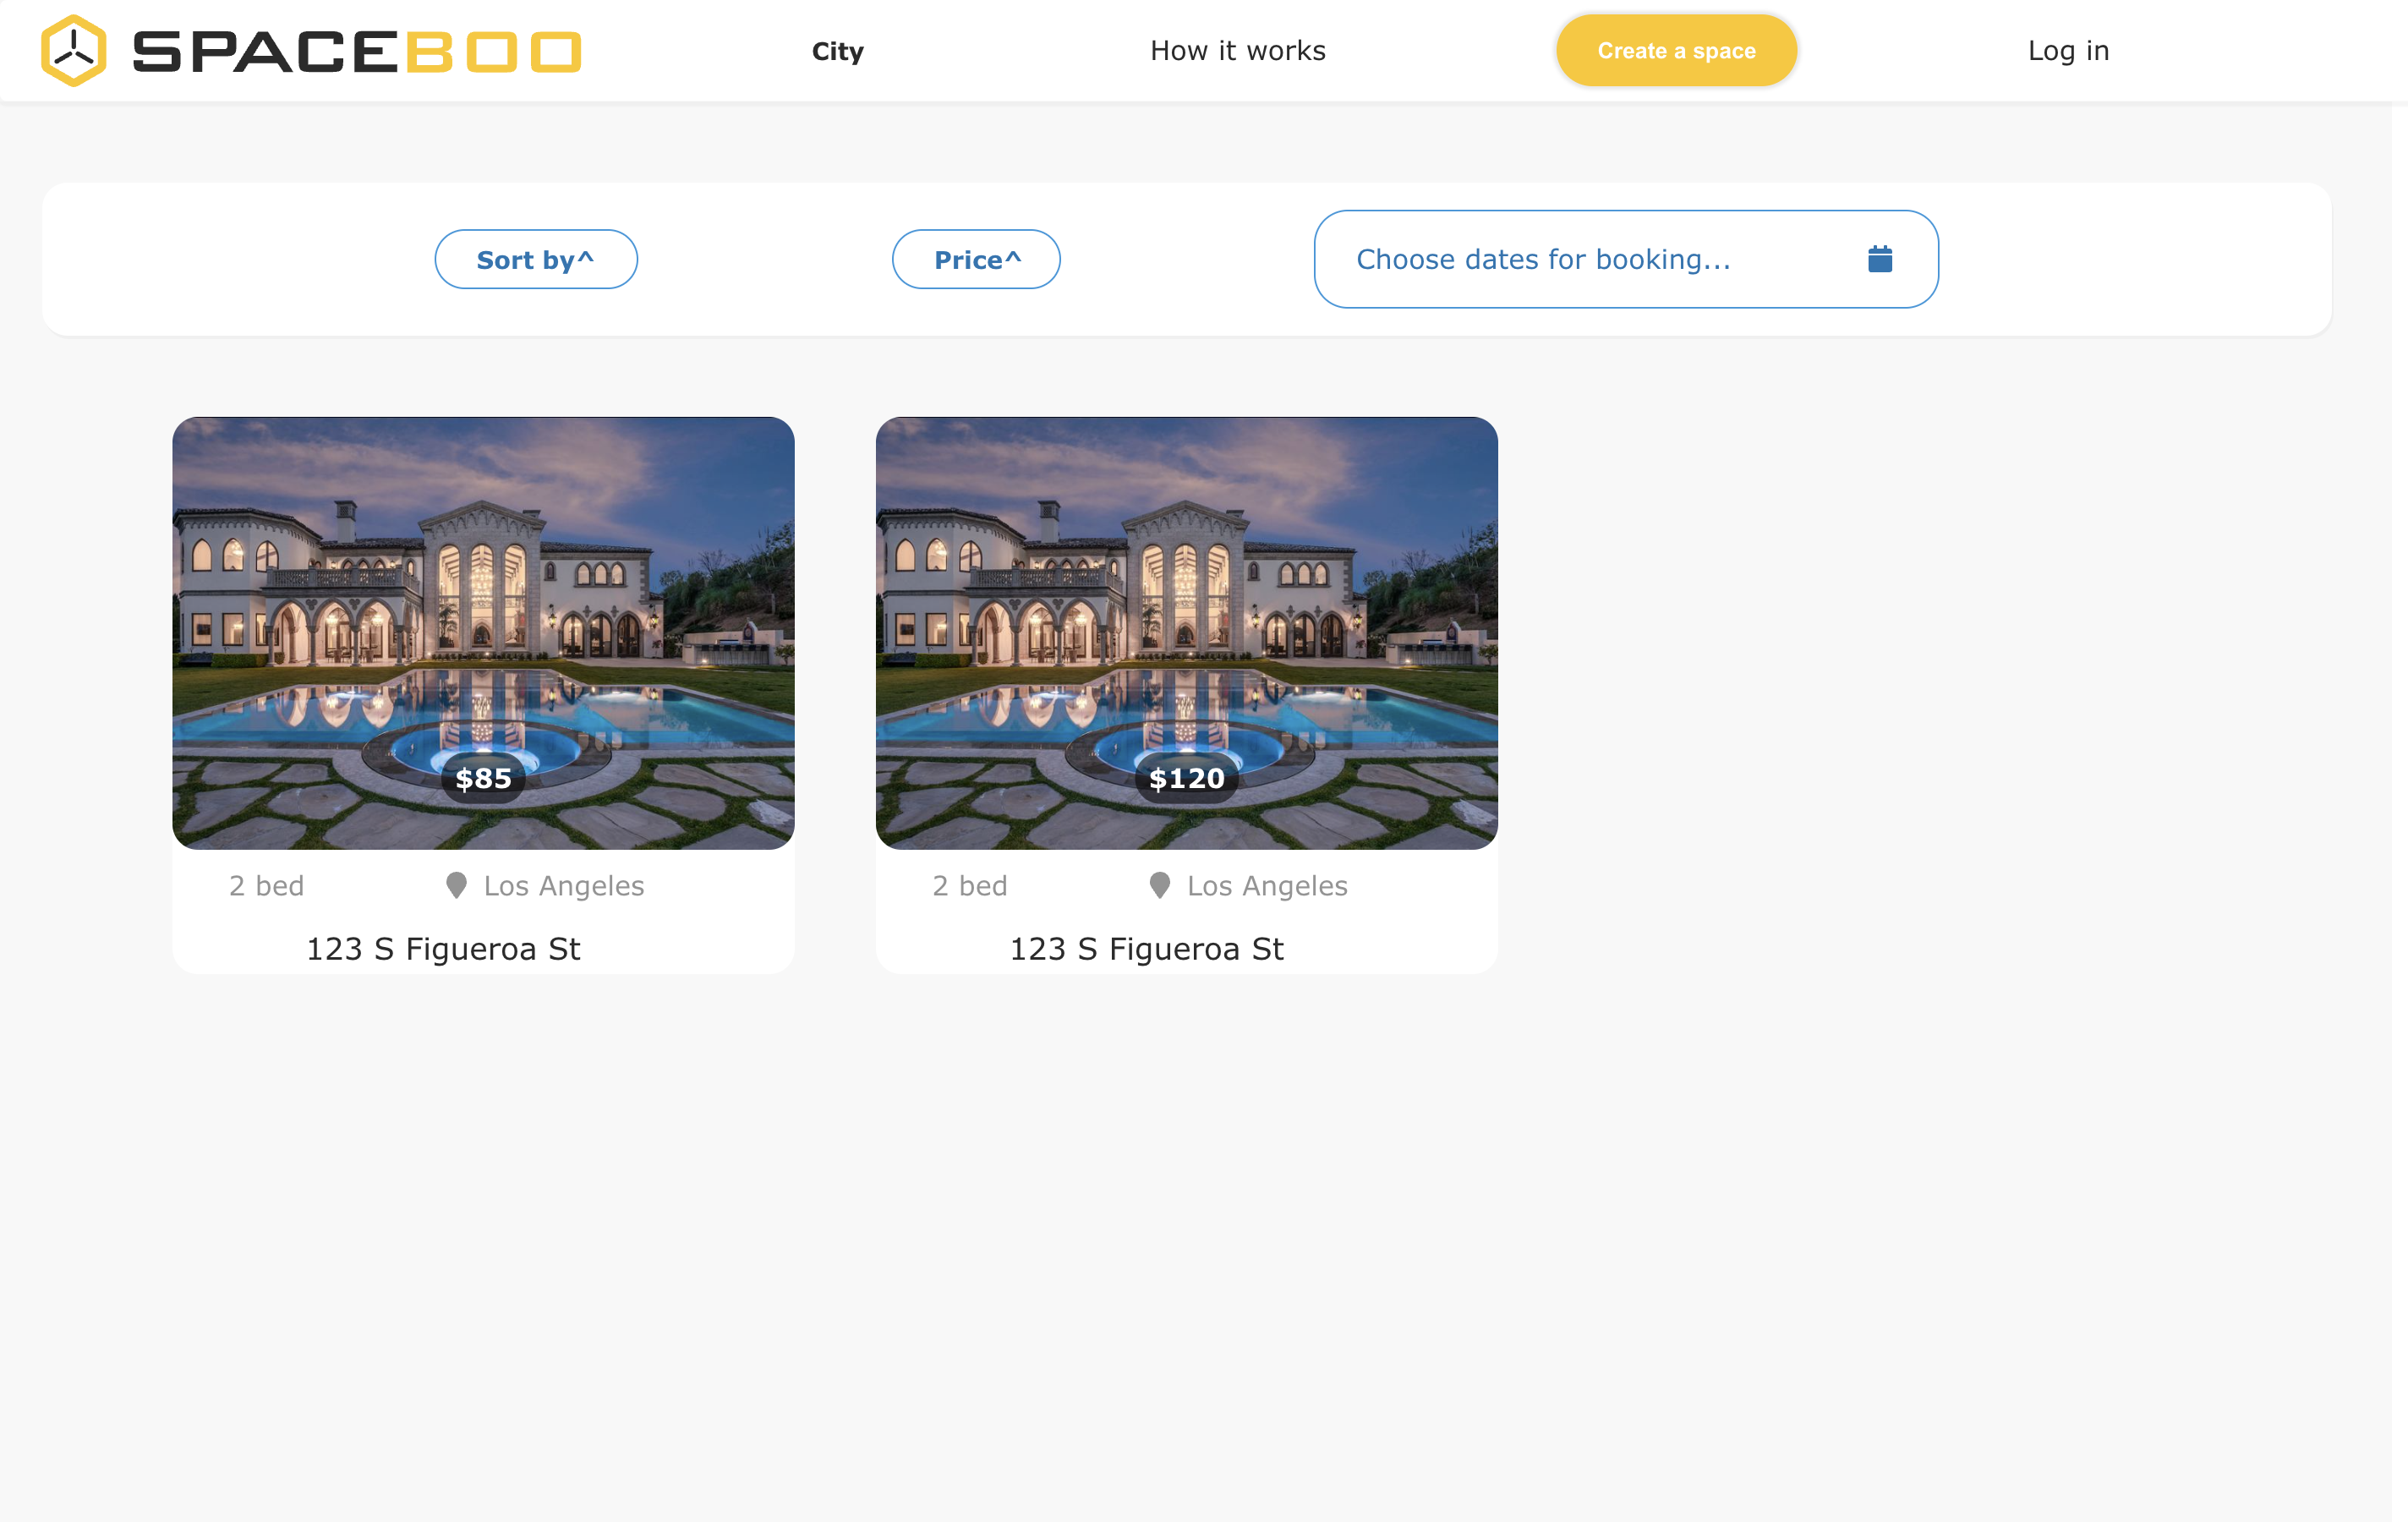 SPACEBOO
City
How it works
Create a space
Log in
Sort by^
Price^
Choose dates for booking...
$85
$120
2 bed
Los Angeles
2 bed
Los Angeles
123 S Figueroa St
123 S Figueroa St